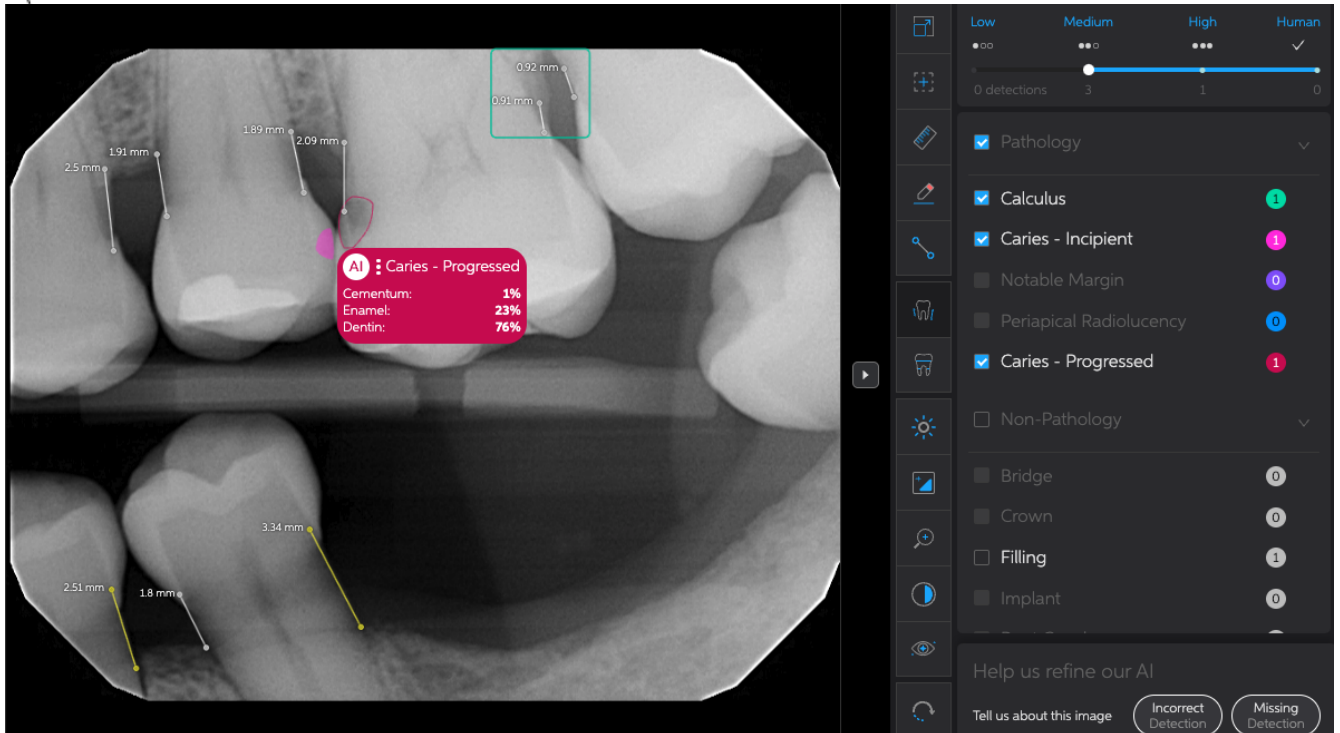 0.92 mm
0.91 mm
1.89 mm
2.09 mm
1.91 mm
2.5 mm
AI Caries - Progressed
Cementum: 1%
Enamel: 23%
Dentin: 76%
3.34 mm
2.51 mm
1.8 mm
Low Medium High Human
0 detections 3 1 0
Pathology
Calculus 1
Caries - Incipient 1
Notable Margin 0
Periapical Radiolucency 0
Caries - Progressed 1
Non-Pathology
Bridge 0
Crown 0
Filling 1
Implant 0
Help us refine our AI
Tell us about this image
Incorrect
Detection
Missing
Detection